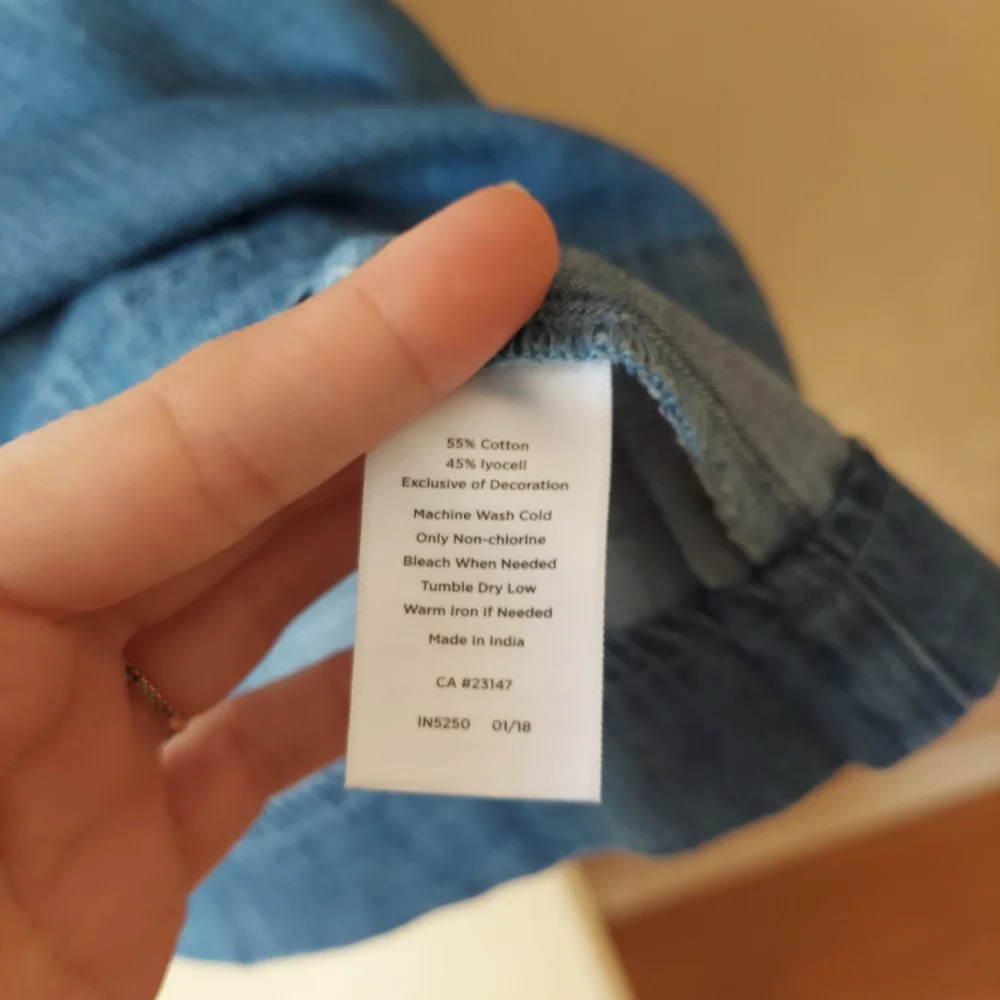 55% Cotton
45% lyocell
Exclusive of Decoration
Machine Wash Cold
Only Non-chlorine
Bleach When Needed
Tumble Dry Low
Warm Iron if Needed
Made in India
CA #23147
IN5250 01/18